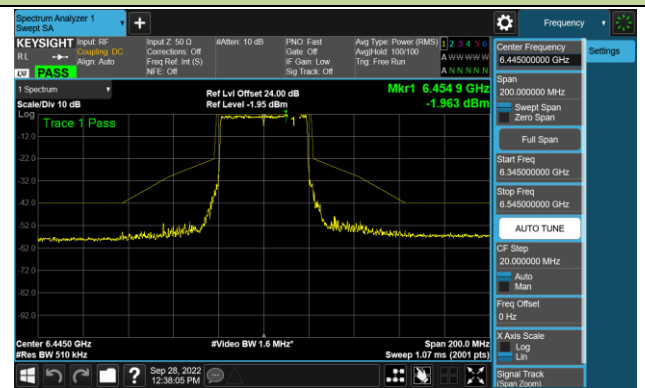 Spectrum Analyzer 1
Swept SA
Frequency
KEYSIGHT
Input: RF
Coupling: DC
Align: Auto
R L
LXI
PASS
Input Z: 50 Ω
Corrections: Off
Freq Ref: Int (S)
NFE: Off
#Atten: 10 dB
PNO: Fast
Gate: Off
IF Gain: Low
Sig Track: Off
Avg Type: Power (RMS)
Avg|Hold: 100/100
Trig: Free Run
1 2 3 4 5 6
A W W W W W
A N N N N N
1 Spectrum
Scale/Div 10 dB
Log
Ref Lvl Offset 24.00 dB
Ref Level -1.95 dBm
Mkr1 6.454 9 GHz
-1.963 dBm
Trace 1 Pass
1
-12.0
-22.0
-32.0
-42.0
-52.0
-62.0
-72.0
-82.0
-92.0
Center 6.4450 GHz
#Res BW 510 kHz
#Video BW 1.6 MHz*
Span 200.0 MHz
Sweep 1.07 ms (2001 pts)
Center Frequency
6.445000000 GHz
Settings
Span
200.000000 MHz
Swept Span
Zero Span
Full Span
Start Freq
6.345000000 GHz
Stop Freq
6.545000000 GHz
AUTO TUNE
CF Step
20.000000 MHz
Auto
Man
Freq Offset
0 Hz
X Axis Scale
Log
Lin
Signal Track
(Span Zoom)
?
Sep 28, 2022
12:38:05 PM